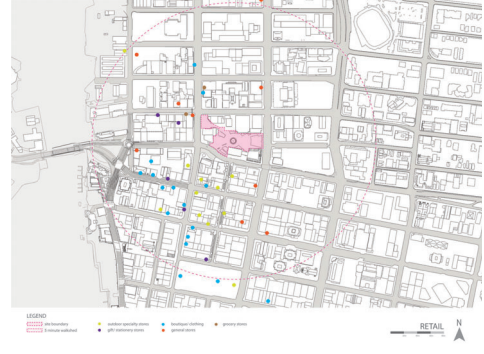 LEGEND
site boundary
5 minute walkshed
outdoor specialty stores
gift/ stationery stores
boutique/ clothing
general stores
grocery stores
RETAIL
N